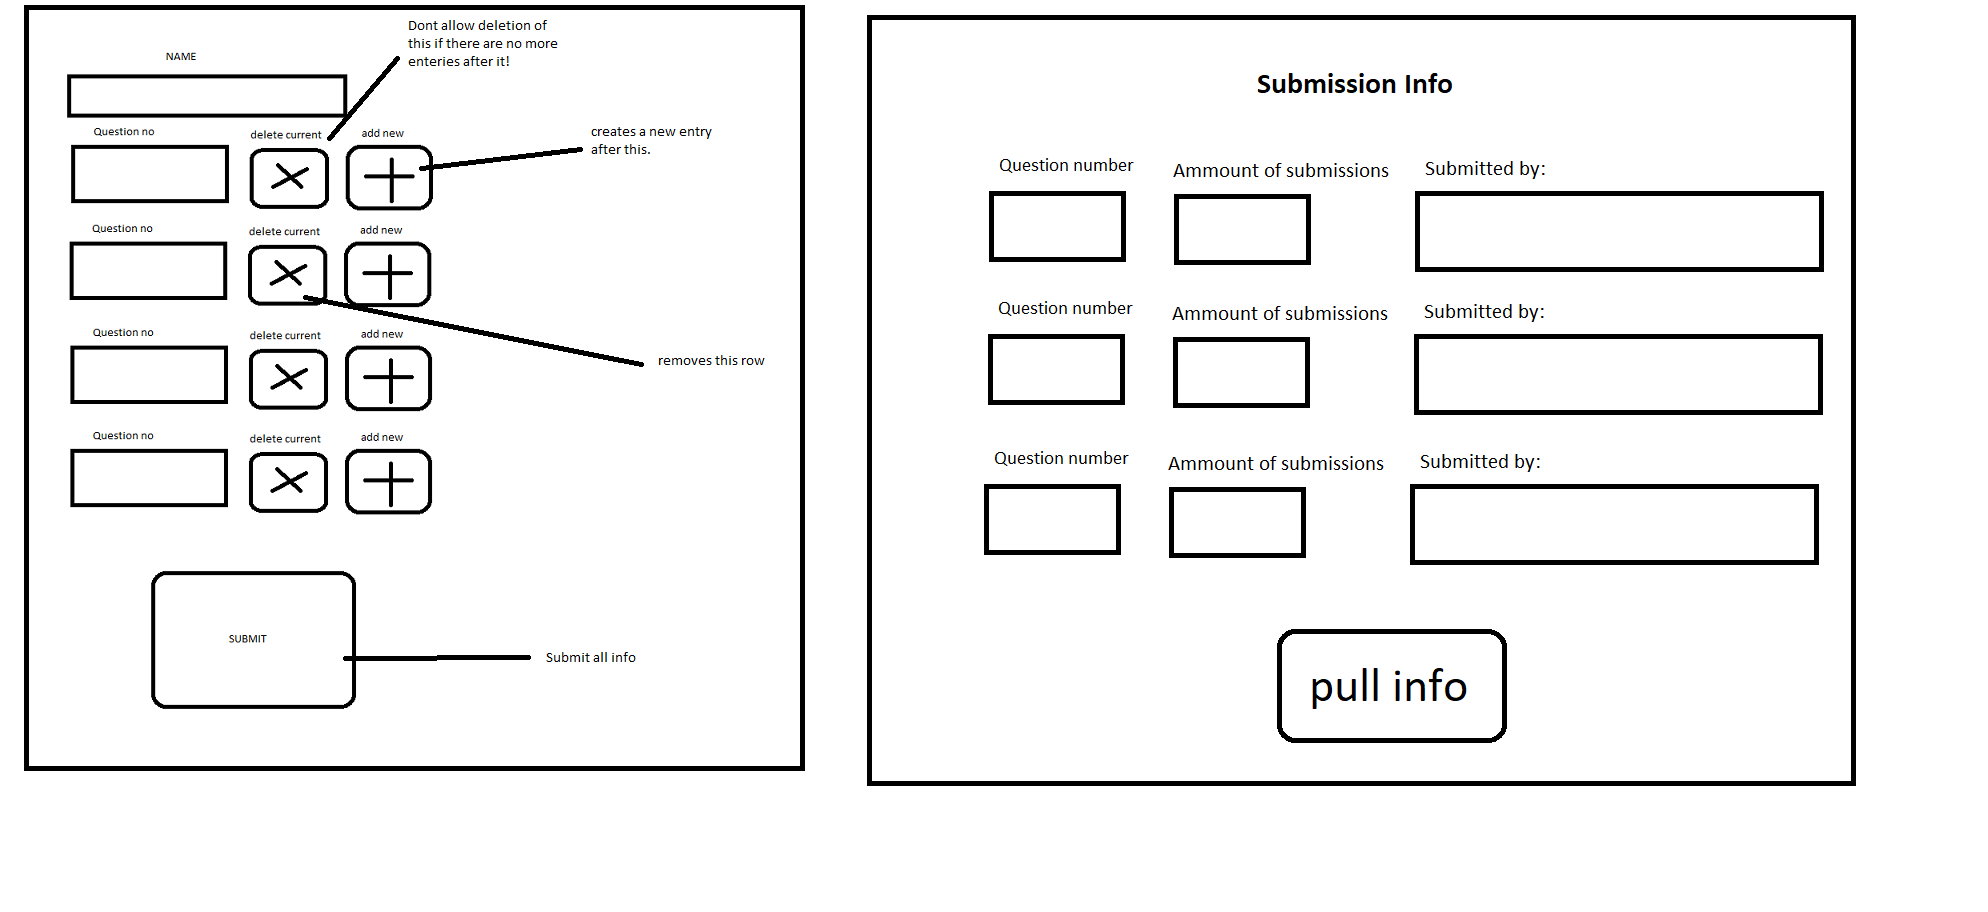 Dont allow deletion of
this if there are no more
enteries after it!
NAME
Question no
delete current
add new
creates a new entry
after this.
Question no
delete current
add new
Question no
delete current
add new
removes this row
Question no
delete current
add new
SUBMIT
Submit all info
Submission Info
Question number
Ammount of submissions
Submitted by:
Question number
Ammount of submissions
Submitted by:
Question number
Ammount of submissions
Submitted by:
pull info